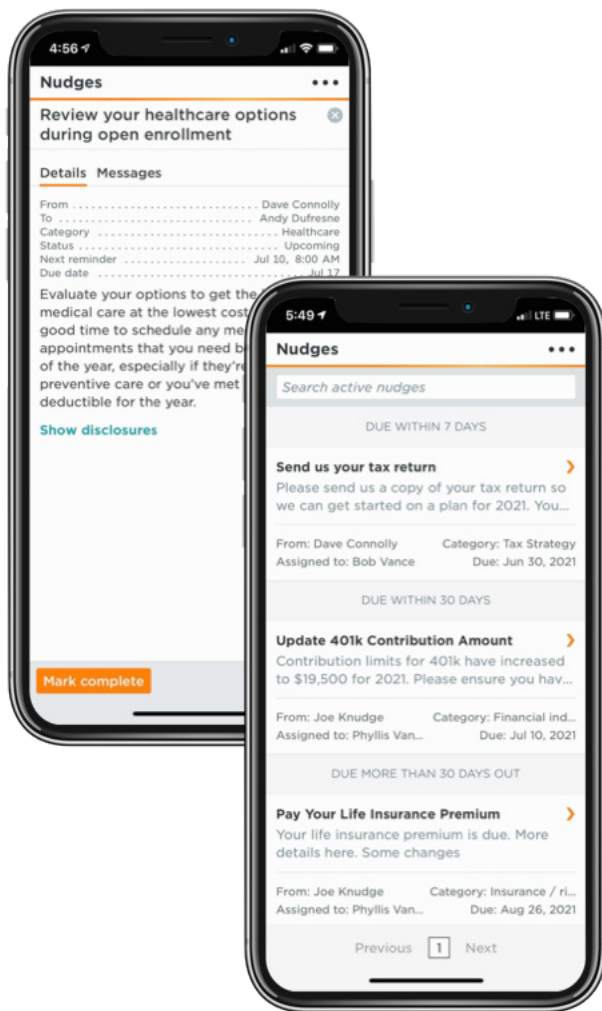 4:56
Nudges
Review your healthcare options
during open enrollment
Details Messages
From ........................ Dave Connolly
To ........................ Andy Dufresne
Category ........................ Healthcare
Status ........................ Upcoming
Next reminder .................. Jul 10, 8:00 AM
Due date ........................ Jul 17
Evaluate your options to get the
medical care at the lowest cost
good time to schedule any me
appointments that you need b
of the year, especially if they're
preventive care or you've met
deductible for the year.
Show disclosures
Mark complete
5:49
LTE
Nudges
Search active nudges
DUE WITHIN 7 DAYS
Send us your tax return
Please send us a copy of your tax return so
we can get started on a plan for 2021. You...
From: Dave Connolly Category: Tax Strategy
Assigned to: Bob Vance Due: Jun 30, 2021
DUE WITHIN 30 DAYS
Update 401k Contribution Amount
Contribution limits for 401k have increased
to $19,500 for 2021. Please ensure you hav...
From: Joe Knudge Category: Financial ind...
Assigned to: Phyllis Van... Due: Jul 10, 2021
DUE MORE THAN 30 DAYS OUT
Pay Your Life Insurance Premium
Your life insurance premium is due. More
details here. Some changes
From: Joe Knudge Category: Insurance / ri...
Assigned to: Phyllis Van... Due: Aug 26, 2021
Previous 1 Next